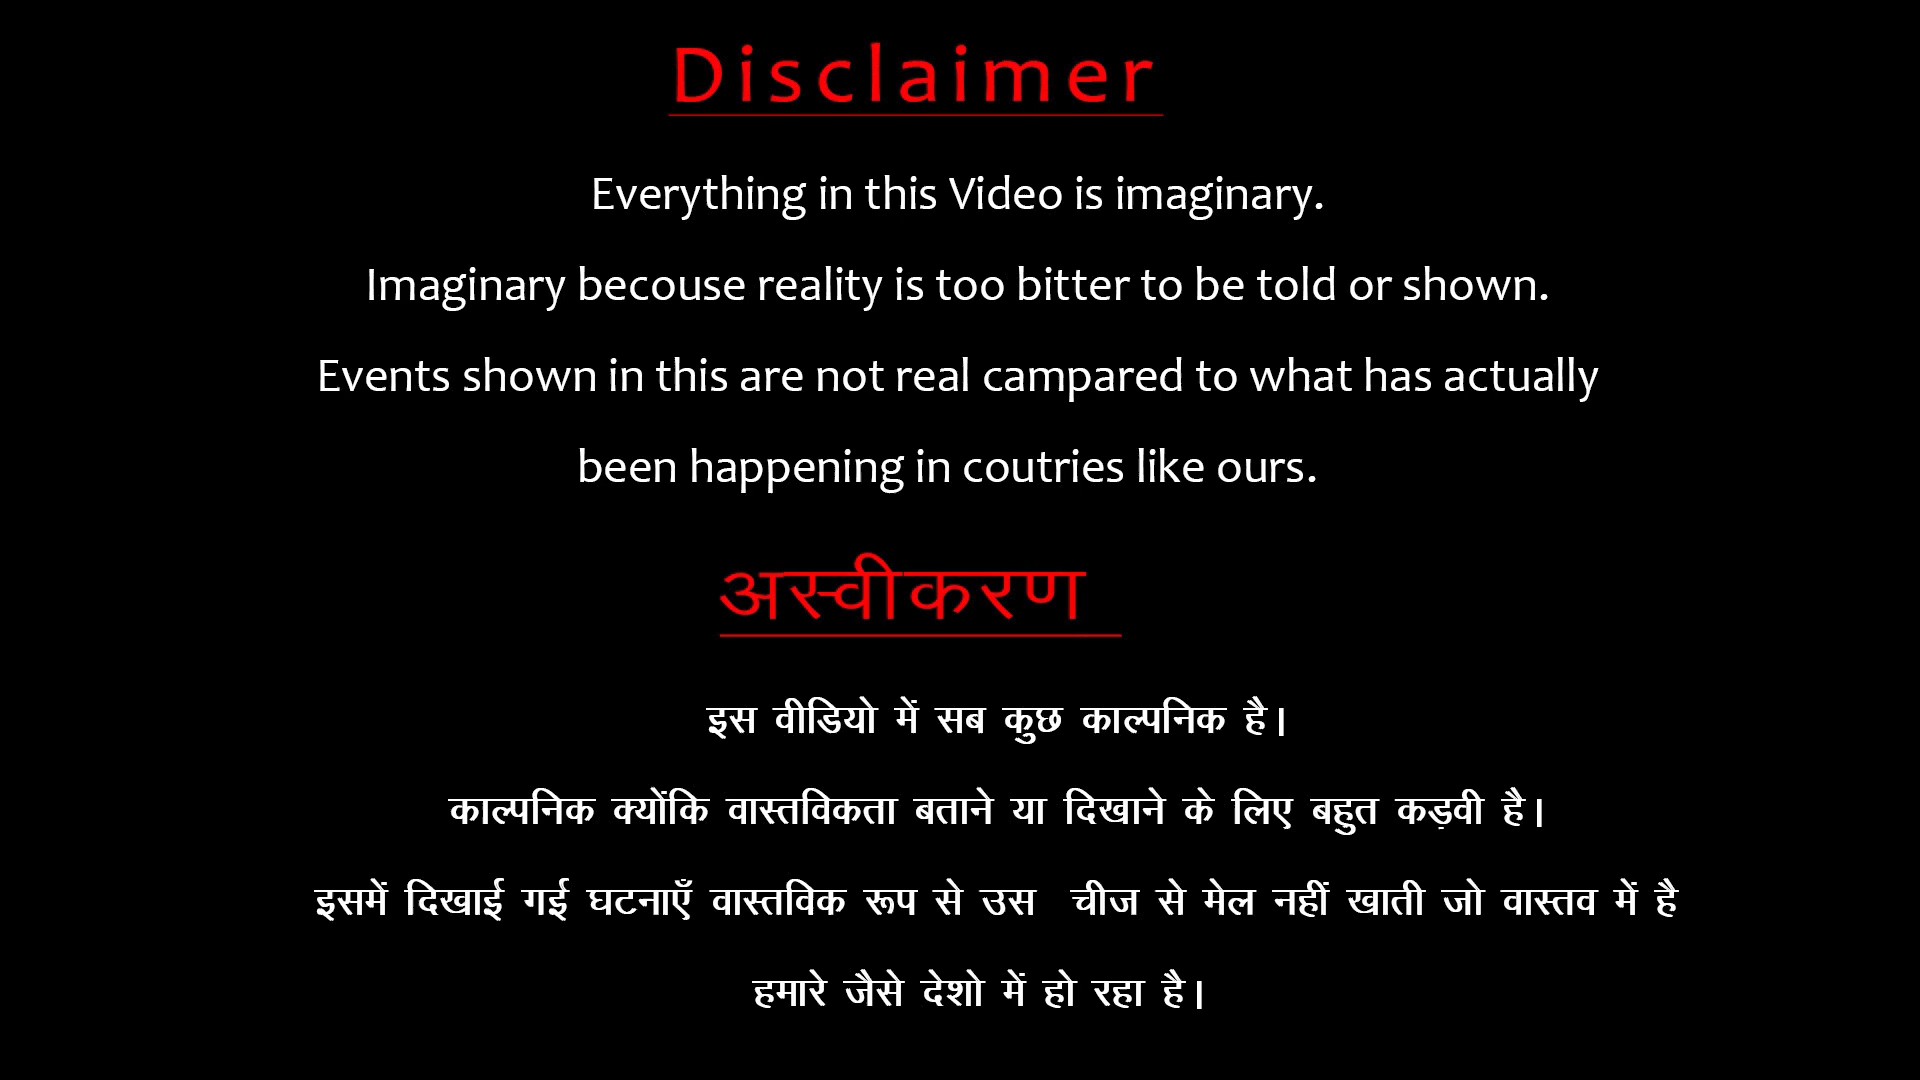 Disclaimer
Everything in this Video is imaginary.
Imaginary becouse reality is too bitter to be told or shown.
Events shown in this are not real campared to what has actually
been happening in coutries like ours.
अस्वीकरण
इस वीडियो में सब कुछ काल्पनिक है।
काल्पनिक क्योंकि वास्तविकता बताने या दिखाने के लिए बहुत कड़वी है।
इसमें दिखाई गई घटनाएँ वास्तविक रूप से उस चीज से मेल नहीं खाती जो वास्तव में है
हमारे जैसे देशो में हो रहा है।